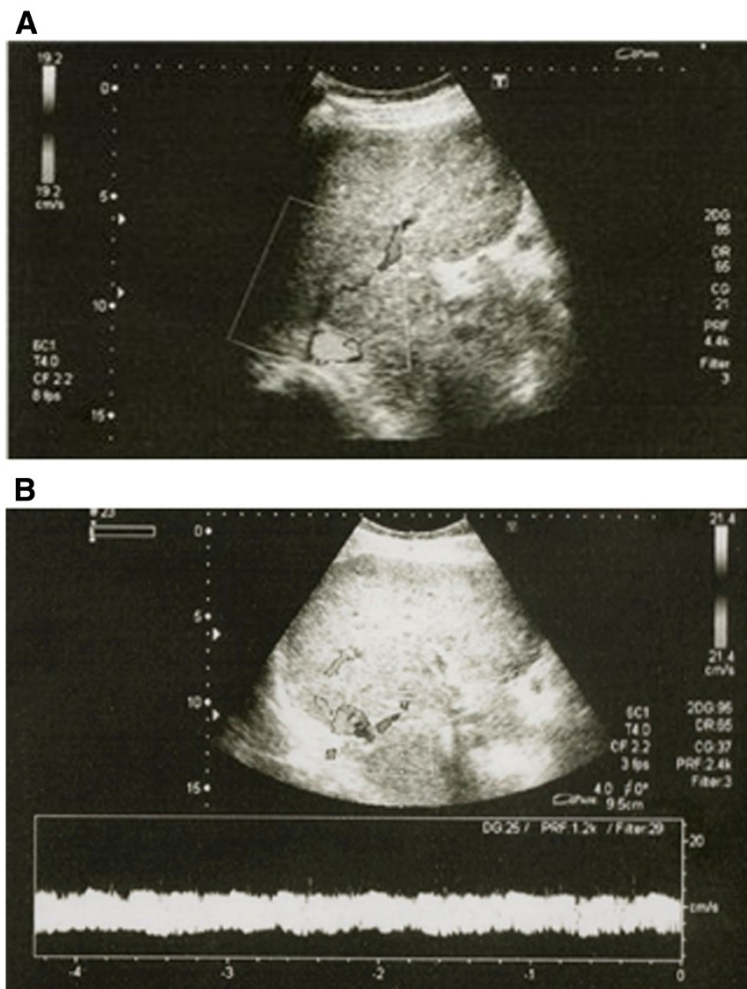 A
19.2
0
5
10
15
19.2
cm/s
6C1
T4.0
CF 2.2
8 fps
T
2DG
85
DR
65
CG
21
PRF
4.4k
Filter
3
B
#23
0
5
10
15
21.4
21.4
cm/s
6C1
T4.0
CF 2.2
3 fps
2DG:95
DR:65
CG:37
PRF:2.4k
Filter:3
4.0
0°
9.5cm
DG:25 / PRF:1.2k / Filter:29
20
cm/s
0
-4
-3
-2
-1
0